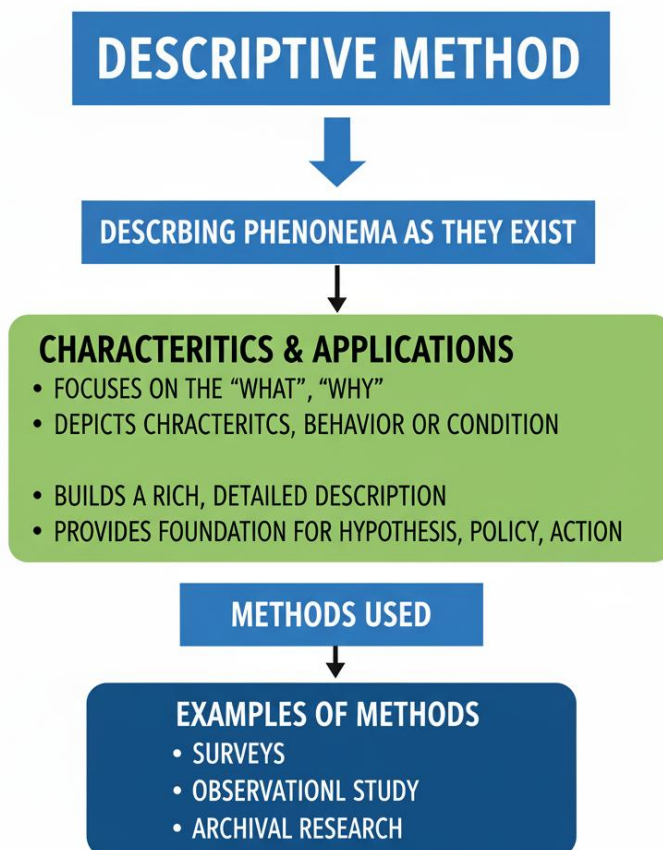 DESCRIPTIVE METHOD
DESCRBING PHENONEMA AS THEY EXIST
CHARACTERITICS & APPLICATIONS
• FOCUSES ON THE “WHAT”, “WHY”
• DEPICTS CHRACTERITCS, BEHAVIOR OR CONDITION
• BUILDS A RICH, DETAILED DESCRIPTION
• PROVIDES FOUNDATION FOR HYPOTHESIS, POLICY, ACTION
METHODS USED
EXAMPLES OF METHODS
• SURVEYS
• OBSERVATIONL STUDY
• ARCHIVAL RESEARCH